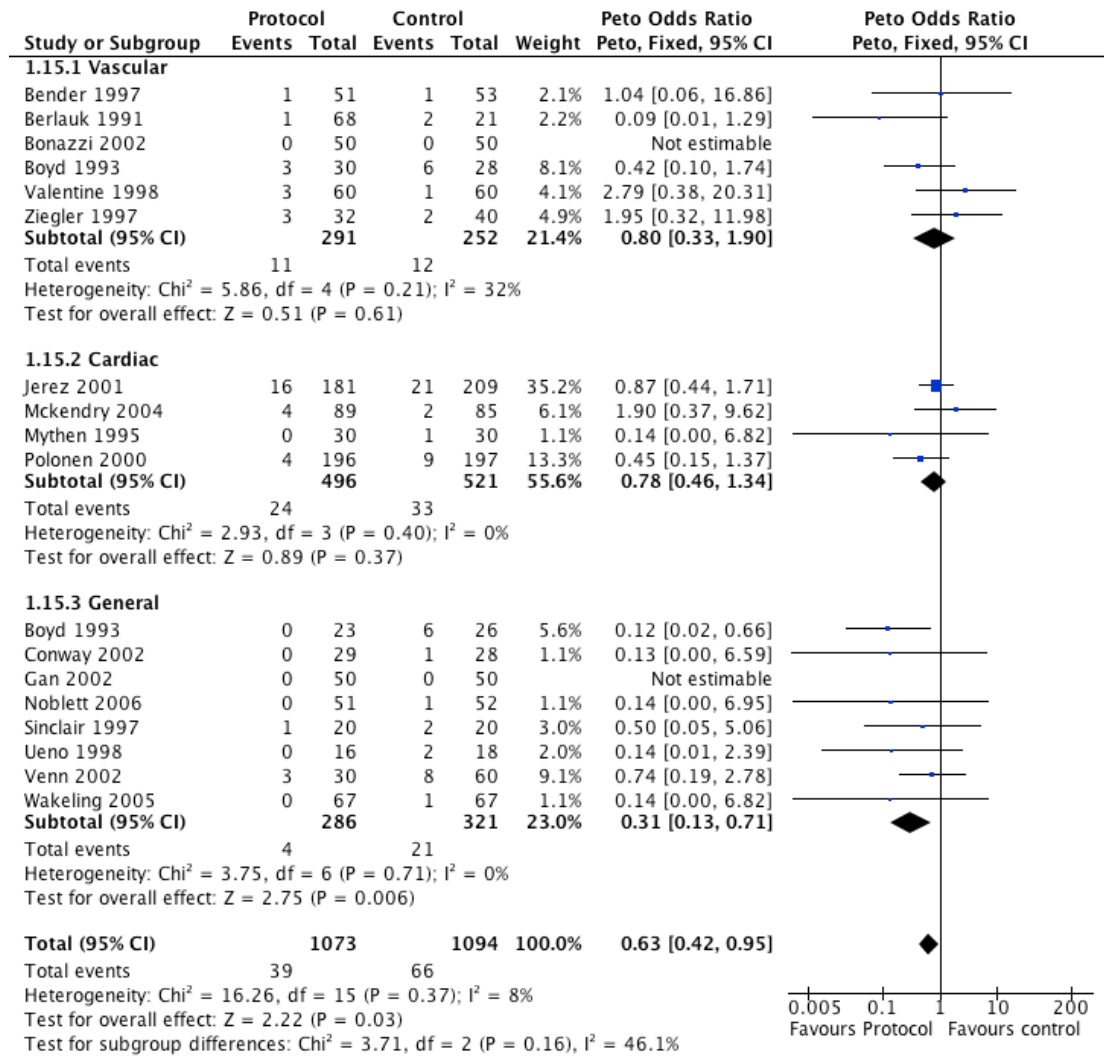 Protocol Control Peto Odds Ratio Peto Odds Ratio
Study or Subgroup Events Total Events Total Weight Peto, Fixed, 95% CI Peto, Fixed, 95% CI
1.15.1 Vascular
Bender 1997 1 51 1 53 2.1% 1.04 [0.06, 16.86]
Berlauk 1991 1 68 2 21 2.2% 0.09 [0.01, 1.29]
Bonazzi 2002 0 50 0 50 Not estimable
Boyd 1993 3 30 6 28 8.1% 0.42 [0.10, 1.74]
Valentine 1998 3 60 1 60 4.1% 2.79 [0.38, 20.31]
Ziegler 1997 3 32 2 40 4.9% 1.95 [0.32, 11.98]
Subtotal (95% CI) 291 252 21.4% 0.80 [0.33, 1.90]
Total events 11 12
Heterogeneity: Chi² = 5.86, df = 4 (P = 0.21); I² = 32%
Test for overall effect: Z = 0.51 (P = 0.61)
1.15.2 Cardiac
Jerez 2001 16 181 21 209 35.2% 0.87 [0.44, 1.71]
Mckendry 2004 4 89 2 85 6.1% 1.90 [0.37, 9.62]
Mythen 1995 0 30 1 30 1.1% 0.14 [0.00, 6.82]
Polonen 2000 4 196 9 197 13.3% 0.45 [0.15, 1.37]
Subtotal (95% CI) 496 521 55.6% 0.78 [0.46, 1.34]
Total events 24 33
Heterogeneity: Chi² = 2.93, df = 3 (P = 0.40); I² = 0%
Test for overall effect: Z = 0.89 (P = 0.37)
1.15.3 General
Boyd 1993 0 23 6 26 5.6% 0.12 [0.02, 0.66]
Conway 2002 0 29 1 28 1.1% 0.13 [0.00, 6.59]
Gan 2002 0 50 0 50 Not estimable
Noblett 2006 0 51 1 52 1.1% 0.14 [0.00, 6.95]
Sinclair 1997 1 20 2 20 3.0% 0.50 [0.05, 5.06]
Ueno 1998 0 16 2 18 2.0% 0.14 [0.01, 2.39]
Venn 2002 3 30 8 60 9.1% 0.74 [0.19, 2.78]
Wakeling 2005 0 67 1 67 1.1% 0.14 [0.00, 6.82]
Subtotal (95% CI) 286 321 23.0% 0.31 [0.13, 0.71]
Total events 4 21
Heterogeneity: Chi² = 3.75, df = 6 (P = 0.71); I² = 0%
Test for overall effect: Z = 2.75 (P = 0.006)
Total (95% CI) 1073 1094 100.0% 0.63 [0.42, 0.95]
Total events 39 66
Heterogeneity: Chi² = 16.26, df = 15 (P = 0.37); I² = 8%
Test for overall effect: Z = 2.22 (P = 0.03)
Test for subgroup differences: Chi² = 3.71, df = 2 (P = 0.16), I² = 46.1%
0.005 0.1 1 10 200
Favours Protocol Favours control